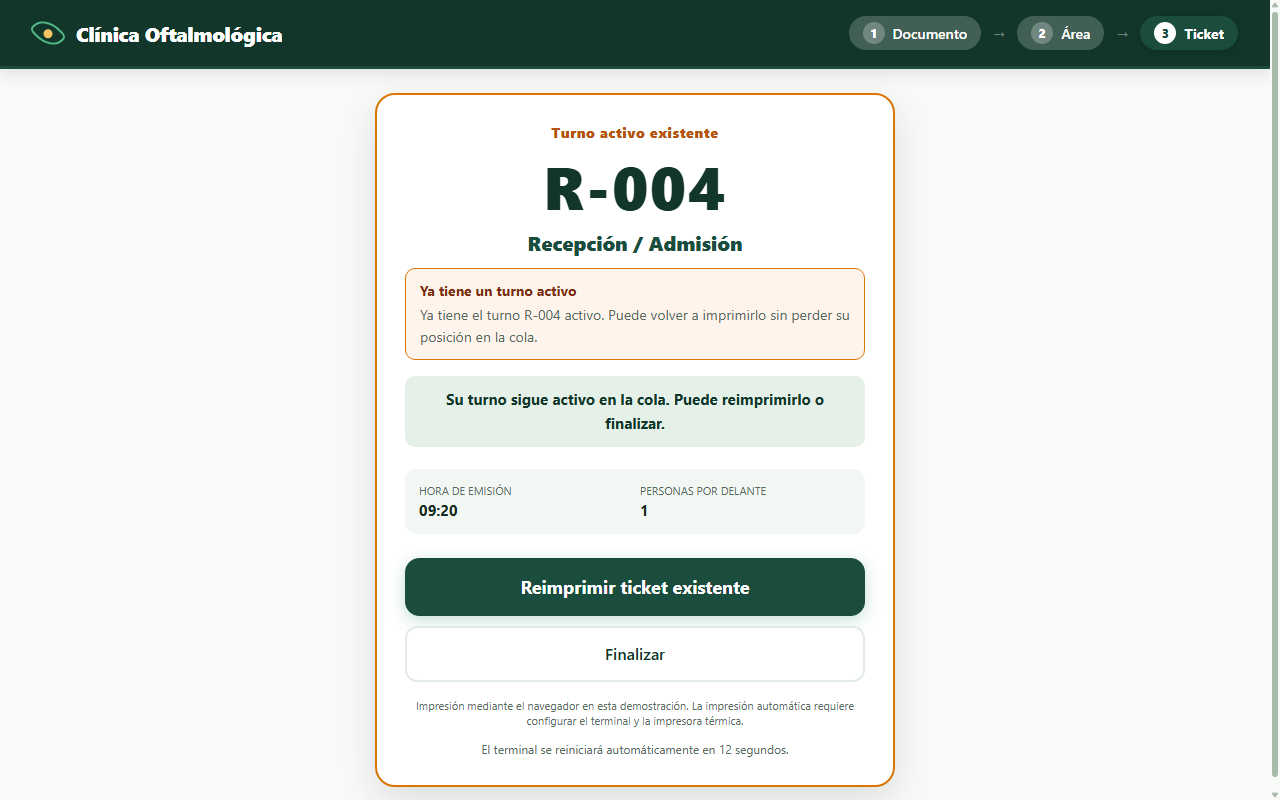 Clínica Oftalmológica
1 Documento → 2 Área → 3 Ticket
Turno activo existente
R-004
Recepción / Admisión
Ya tiene un turno activo
Ya tiene el turno R-004 activo. Puede volver a imprimirlo sin perder su
posición en la cola.
Su turno sigue activo en la cola. Puede reimprimirlo o
finalizar.
HORA DE EMISIÓN
09:20
PERSONAS POR DELANTE
1
Reimprimir ticket existente
Finalizar
Impresión mediante el navegador en esta demostración. La impresión automática requiere
configurar el terminal y la impresora térmica.
El terminal se reiniciará automáticamente en 12 segundos.